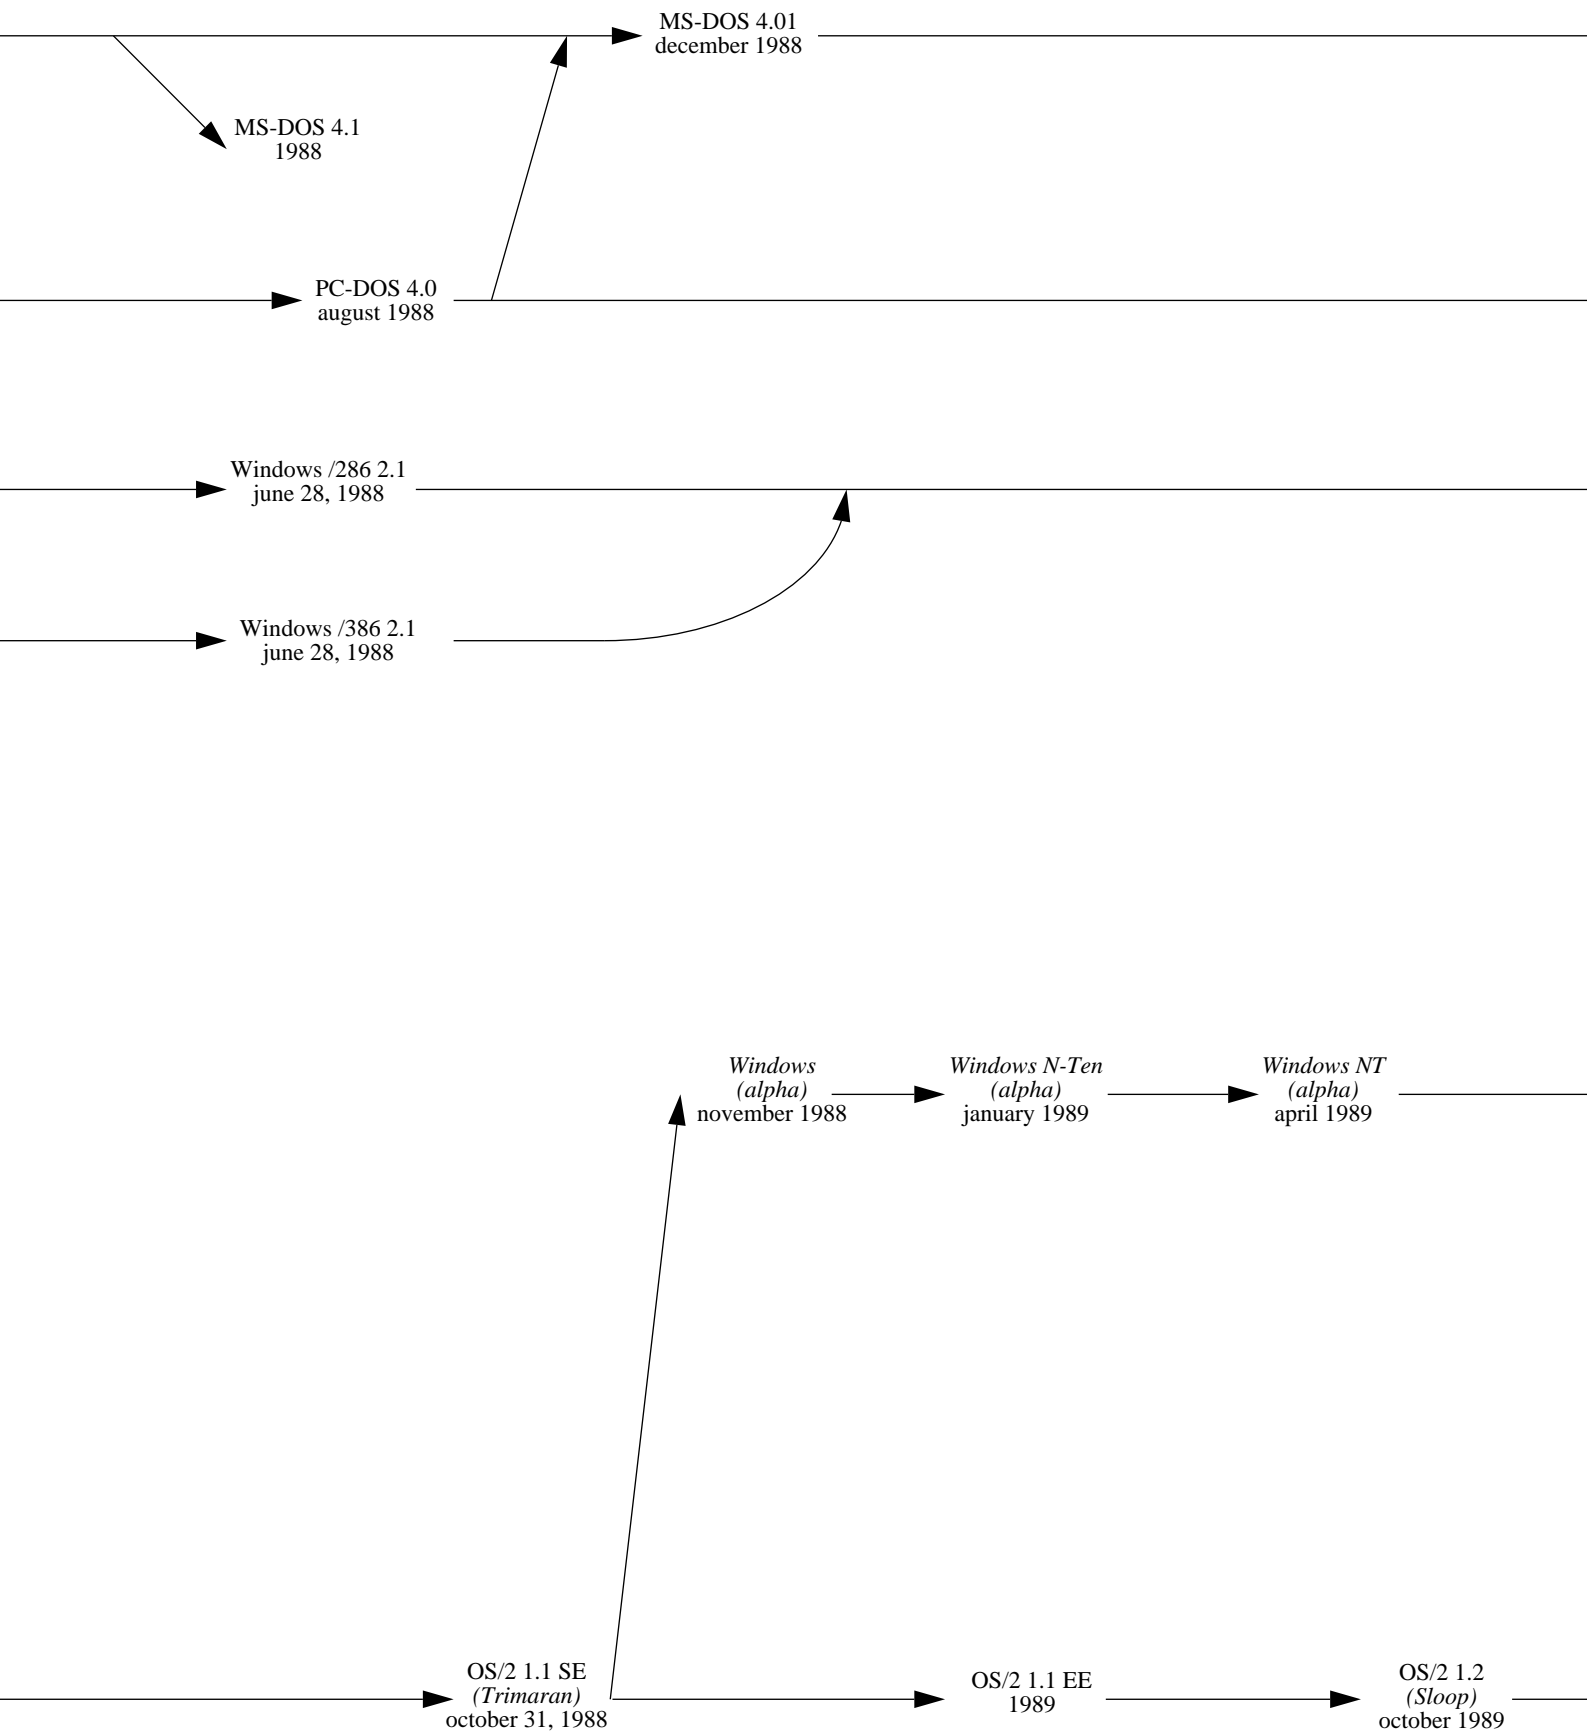 MS-DOS 4.01
december 1988
MS-DOS 4.1
1988
PC-DOS 4.0
august 1988
Windows /286 2.1
june 28, 1988
Windows /386 2.1
june 28, 1988
Windows
(alpha)
november 1988
Windows N-Ten
(alpha)
january 1989
Windows NT
(alpha)
april 1989
OS/2 1.1 SE
(Trimaran)
october 31, 1988
OS/2 1.1 EE
1989
OS/2 1.2
(Sloop)
october 1989